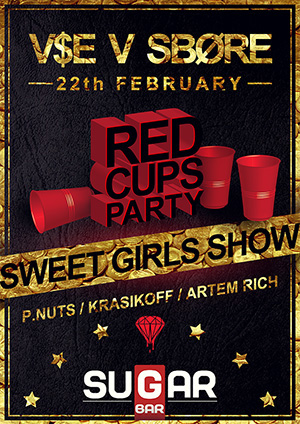 V$E V SBØRE
22th FEBRUARY
RED
CUPS
PARTY
SWEET GIRLS SHOW
P.NUTS / KRASIKOFF / ARTEM RICH
SUGAR
BAR